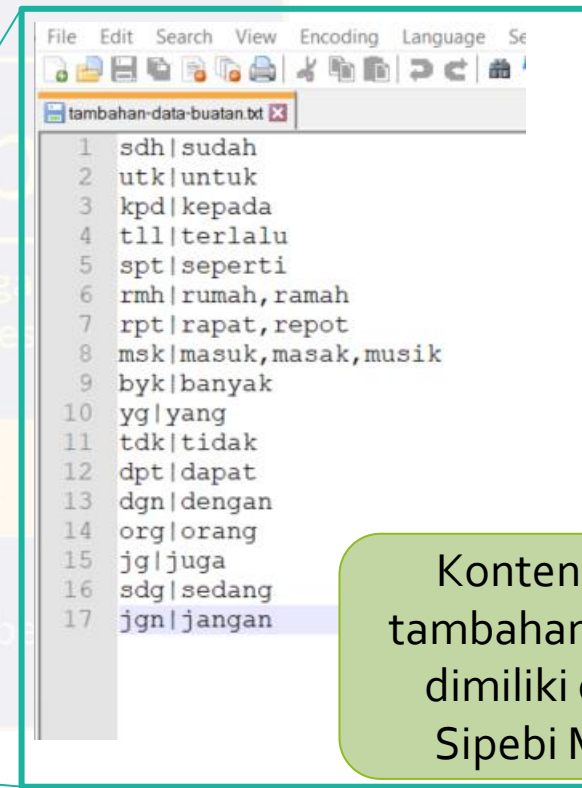 File Edit Search View Encoding Language Se
tambahan-data-buatan.txt
1 sdh|sudah
2 utk|untuk
3 kpd|kepada
4 tll|terlalu
5 spt|seperti
6 rmh|rumah,ramah
7 rpt|rapat,repot
8 msk|masuk,masak,musik
9 byk|banyak
10 yg|yang
11 tdk|tidak
12 dpt|dapat
13 dgn|dengan
14 org|orang
15 jg|juga
16 sdg|sedang
17 jgn|jangan
Konten
tambahan
dimiliki
Sipebi M